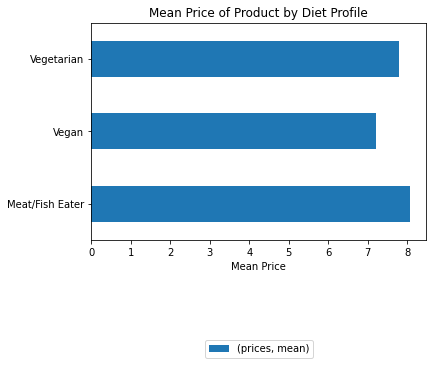 Mean Price of Product by Diet Profile
Vegetarian
Vegan
Meat/Fish Eater
0 1 2 3 4 5 6 7 8
Mean Price
(prices, mean)